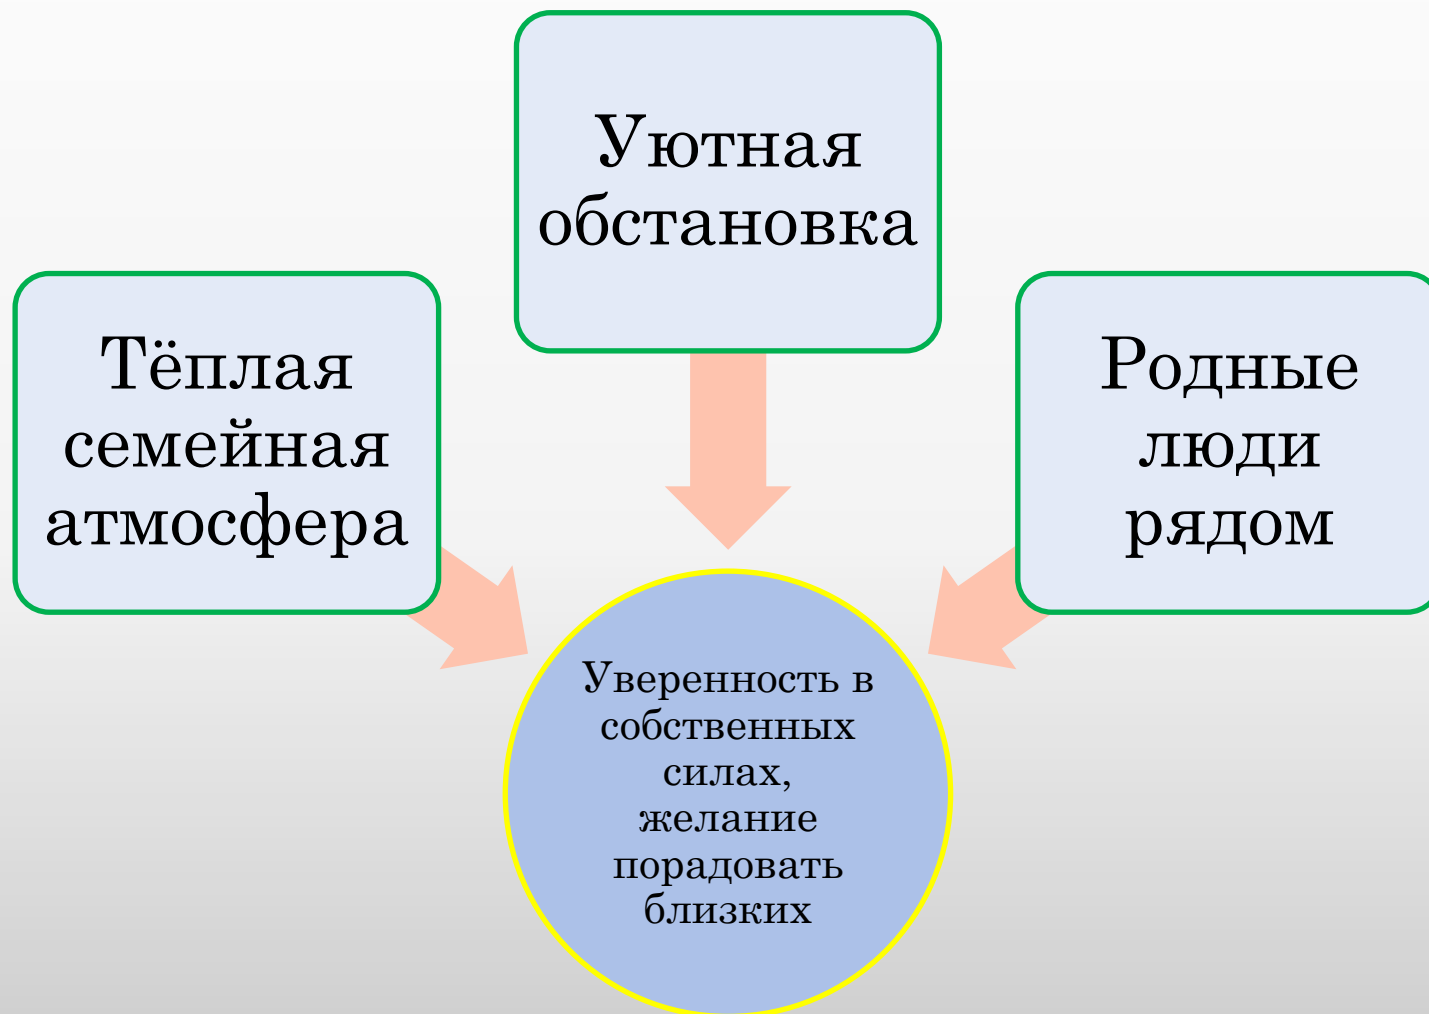 Уютная
обстановка
Тёплая
семейная
атмосфера
Родные
люди
рядом
Уверенность в
собственных
силах,
желание
порадовать
близких